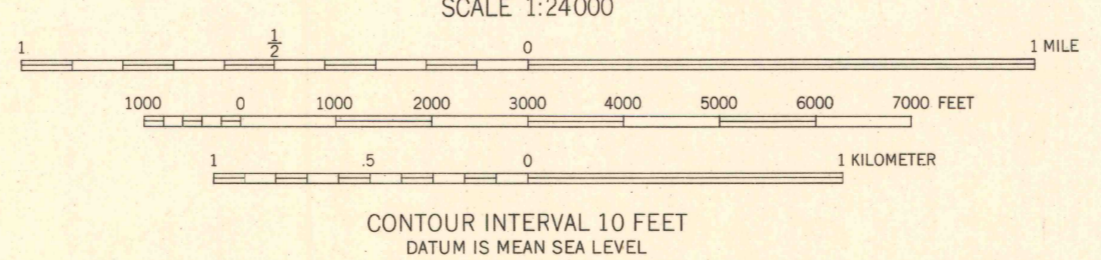 SCALE 1:24000
1 1/2 0 1 MILE
1000 0 1000 2000 3000 4000 5000 6000 7000 FEET
1 .5 0 1 KILOMETER
CONTOUR INTERVAL 10 FEET
DATUM IS MEAN SEA LEVEL